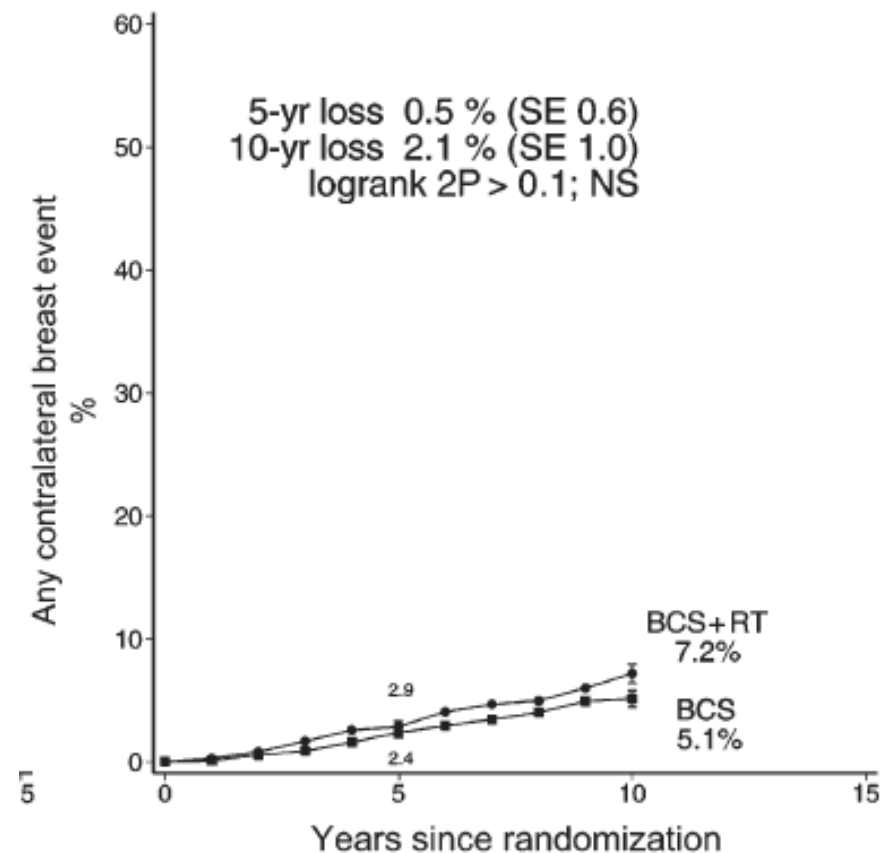 60
5-yr loss 0.5 % (SE 0.6)
10-yr loss 2.1 % (SE 1.0)
logrank 2P > 0.1; NS
50
40
Any contralateral breast event
%
30
20
10
0
BCS+RT
7.2%
2.9
BCS
5.1%
2.4
5
0
5
10
15
Years since randomization